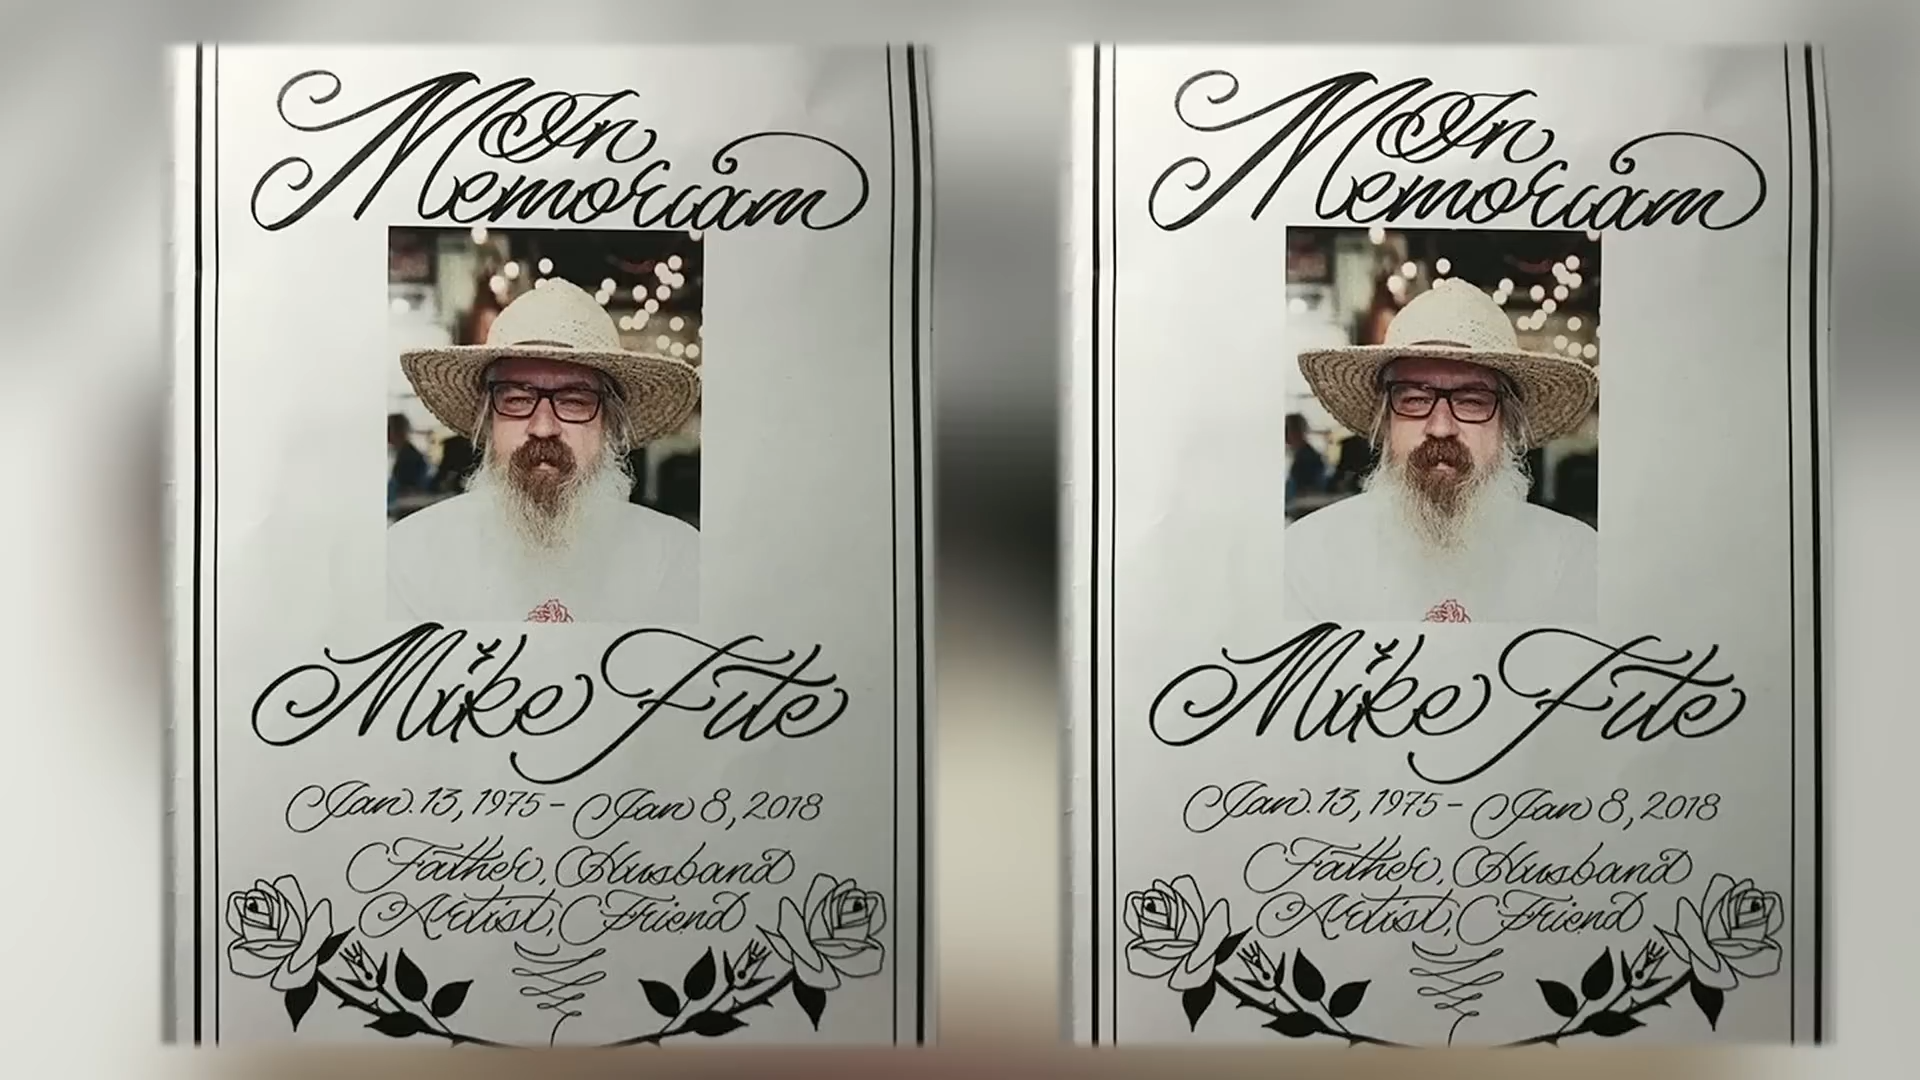 In
Memoriam
Mike Fite
Jan. 13, 1975 - Jan 8, 2018
Father, Husband
Artist, Friend
In
Memoriam
Mike Fite
Jan. 13, 1975 - Jan 8, 2018
Father, Husband
Artist, Friend